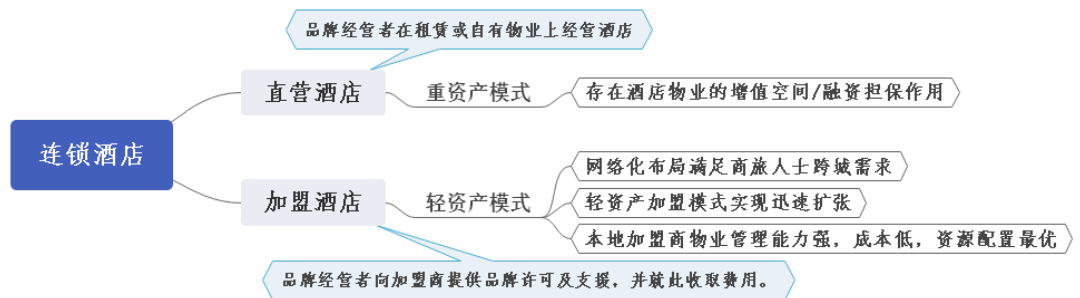 品牌经营者在租赁或自有物业上经营酒店
直营酒店
重资产模式
存在酒店物业的增值空间/融资担保作用
连锁酒店
网络化布局满足商旅人士跨城需求
加盟酒店
轻资产模式
轻资产加盟模式实现迅速扩张
本地加盟商物业管理能力强，成本低，资源配置最优
品牌经营者向加盟商提供品牌许可及支援，并就此收取费用。